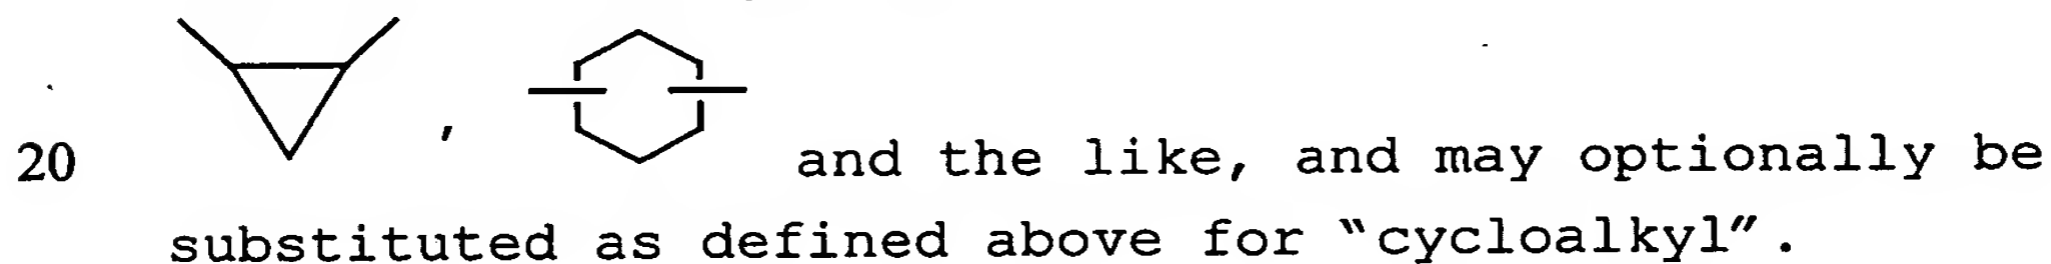 ,
20 and the like, and may optionally be
substituted as defined above for “cycloalkyl”.